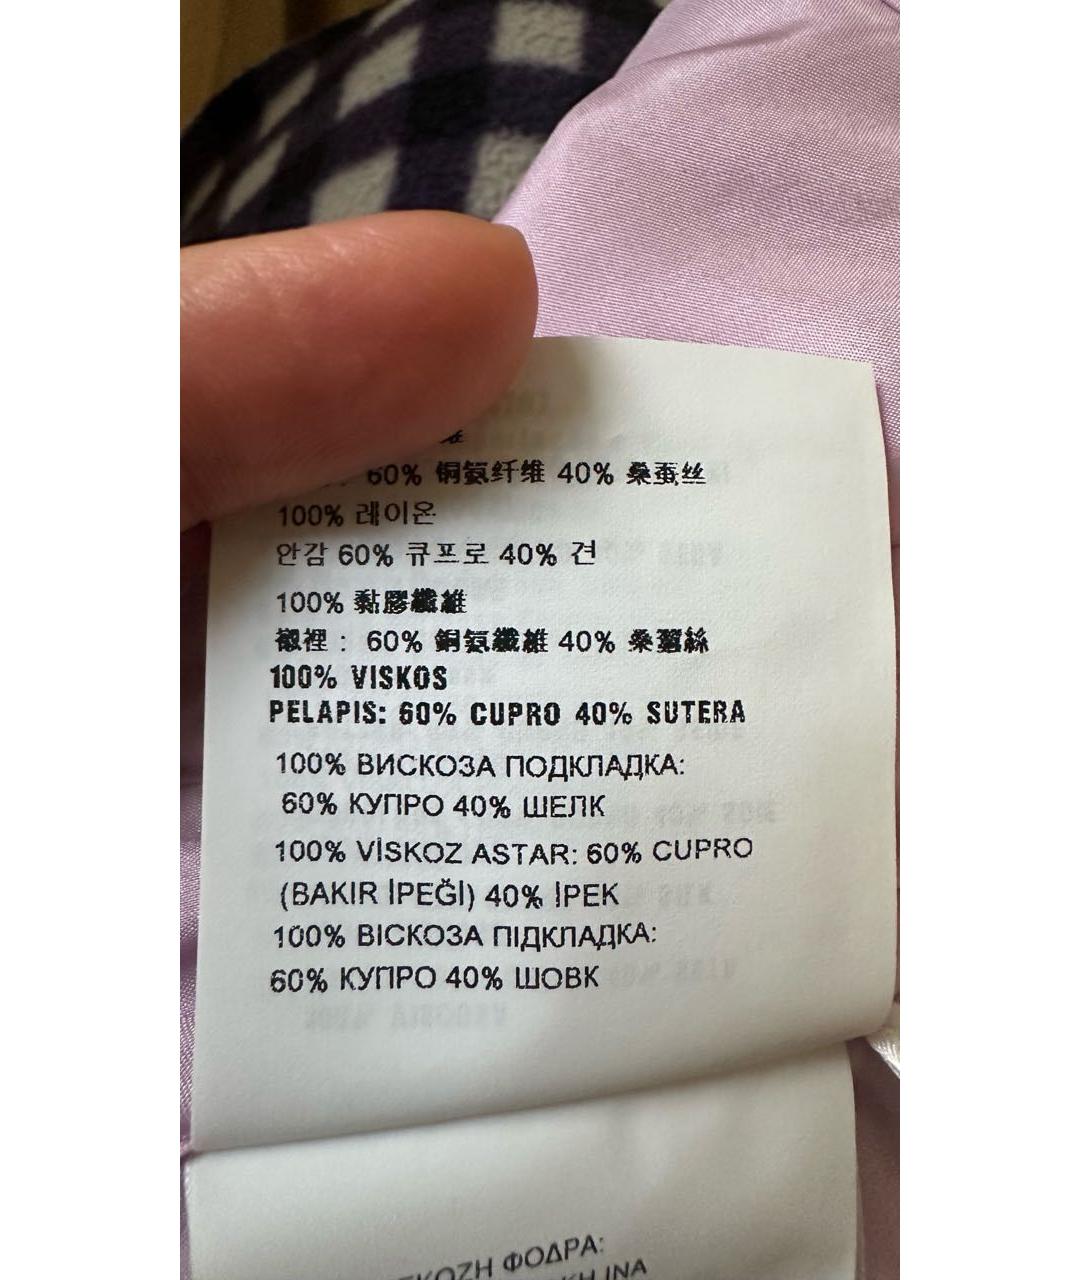 维
60% 铜氨纤维 40% 桑蚕丝
100% 레이온
안감 60% 큐프로 40% 견
100% 黏膠纖維
襯裡： 60% 銅氨纖維 40% 桑蠶絲
100% VISKOS
PELAPIS: 60% CUPRO 40% SUTERA
100% ВИСКОЗА ПОДКЛАДКА:
60% КУПРО 40% ШЕЛК
100% VİSKOZ ASTAR: 60% CUPRO
(BAKIR İPEĞİ) 40% İPEK
100% ВІСКОЗА ПІДКЛАДКА:
60% КУПРО 40% ШОВК
ΦΟΔΡΑ:
ΙΝΑ